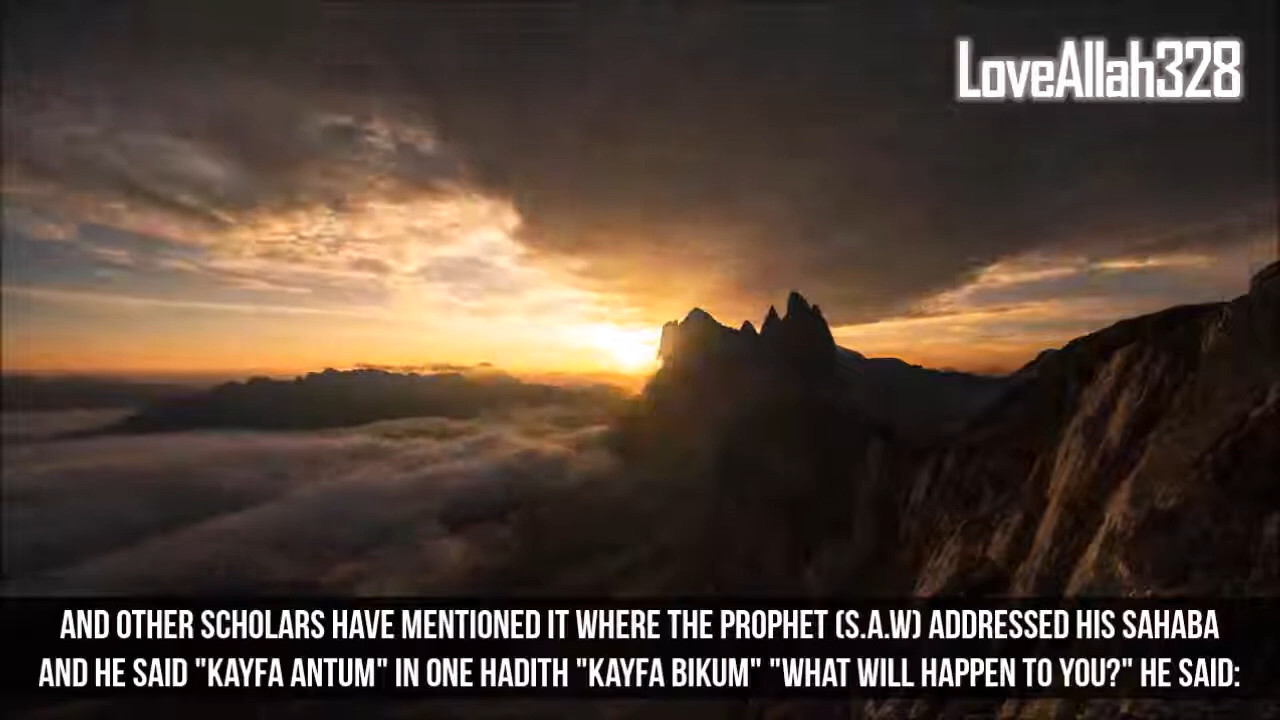 LoveAllah328
AND OTHER SCHOLARS HAVE MENTIONED IT WHERE THE PROPHET (S.A.W) ADDRESSED HIS SAHABA
AND HE SAID "KAYFA ANTUM" IN ONE HADITH "KAYFA BIKUM" "WHAT WILL HAPPEN TO YOU?" HE SAID: